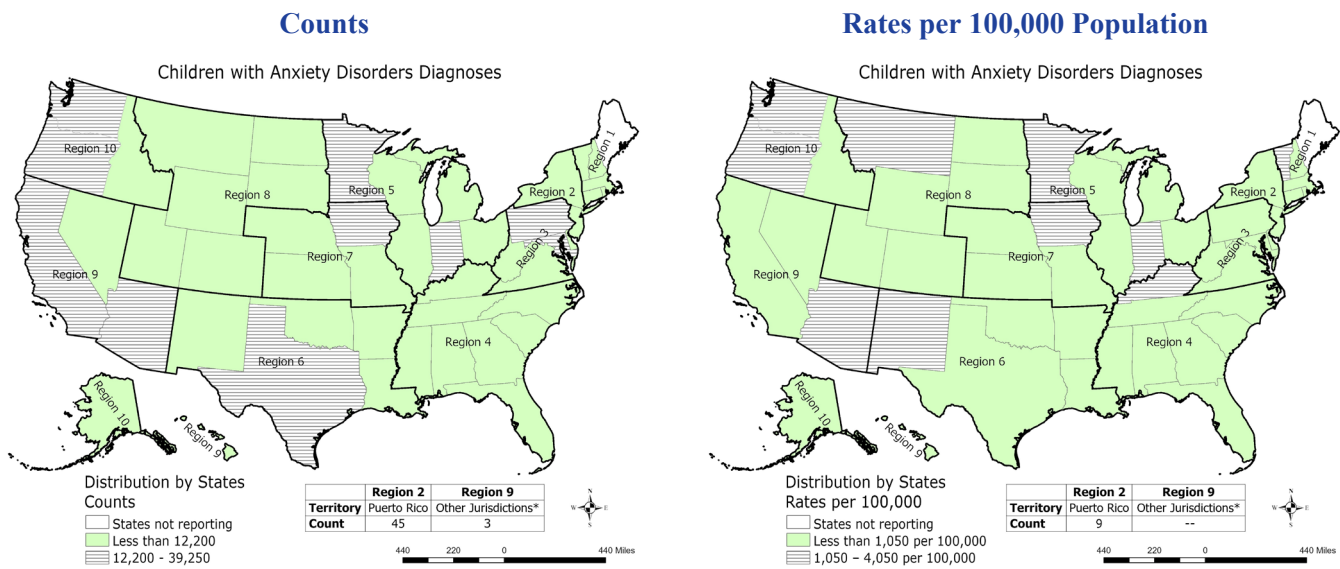 Counts
Children with Anxiety Disorders Diagnoses
Region 10
Region 8
Region 5
Region 2
Region 1
Region 3
Region 9
Region 7
Region 6
Region 4
Region 10
Region 9
Distribution by States
Counts
States not reporting
Less than 12,200
12,200 - 39,250
Region 2 Region 9
Territory Puerto Rico Other Jurisdictions*
Count 45 3
N
W E
S
440 220 0 440 Miles
Rates per 100,000 Population
Children with Anxiety Disorders Diagnoses
Region 10
Region 8
Region 5
Region 2
Region 1
Region 3
Region 9
Region 7
Region 6
Region 4
Region 10
Region 9
Distribution by States
Rates per 100,000
States not reporting
Less than 1,050 per 100,000
1,050 – 4,050 per 100,000
Region 2 Region 9
Territory Puerto Rico Other Jurisdictions*
Count 9 --
N
W E
S
440 220 0 440 Miles